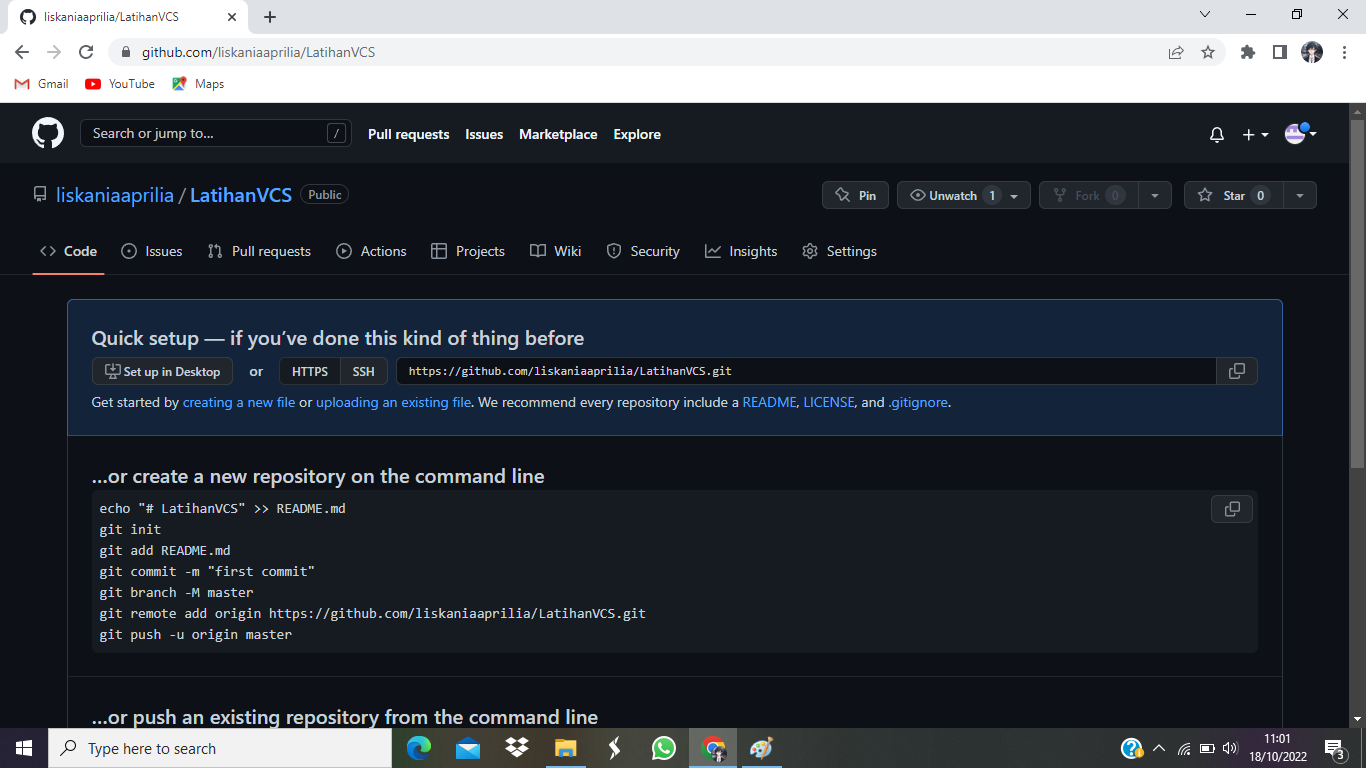 liskaniaaprilia/LatihanVCS
github.com/liskaniaaprilia/LatihanVCS
Gmail YouTube Maps
Search or jump to... / Pull requests Issues Marketplace Explore
liskaniaaprilia / LatihanVCS Public Pin Unwatch 1 Fork 0 Star 0
Code Issues Pull requests Actions Projects Wiki Security Insights Settings
Quick setup — if you’ve done this kind of thing before
Set up in Desktop or HTTPS SSH https://github.com/liskaniaaprilia/LatihanVCS.git
Get started by creating a new file or uploading an existing file. We recommend every repository include a README, LICENSE, and .gitignore.
…or create a new repository on the command line
echo "# LatihanVCS" >> README.md
git init
git add README.md
git commit -m "first commit"
git branch -M master
git remote add origin https://github.com/liskaniaaprilia/LatihanVCS.git
git push -u origin master
…or push an existing repository from the command line
Type here to search
11:01
18/10/2022
3